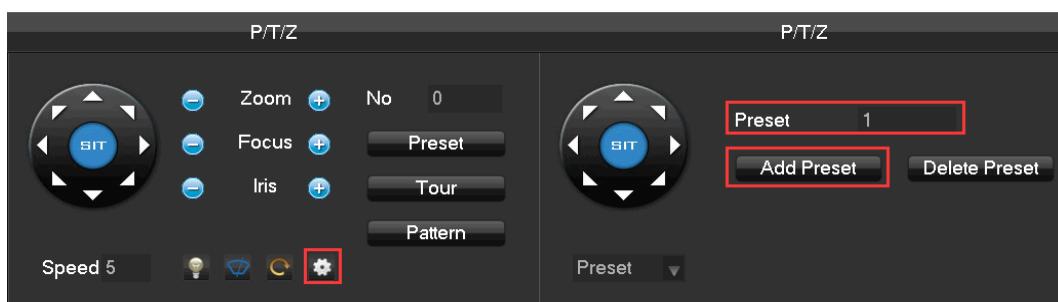 P/T/Z
Zoom
No 0
SIT
Focus
Preset
Iris
Tour
Pattern
Speed 5
P/T/Z
Preset 1
SIT
Add Preset
Delete Preset
Preset